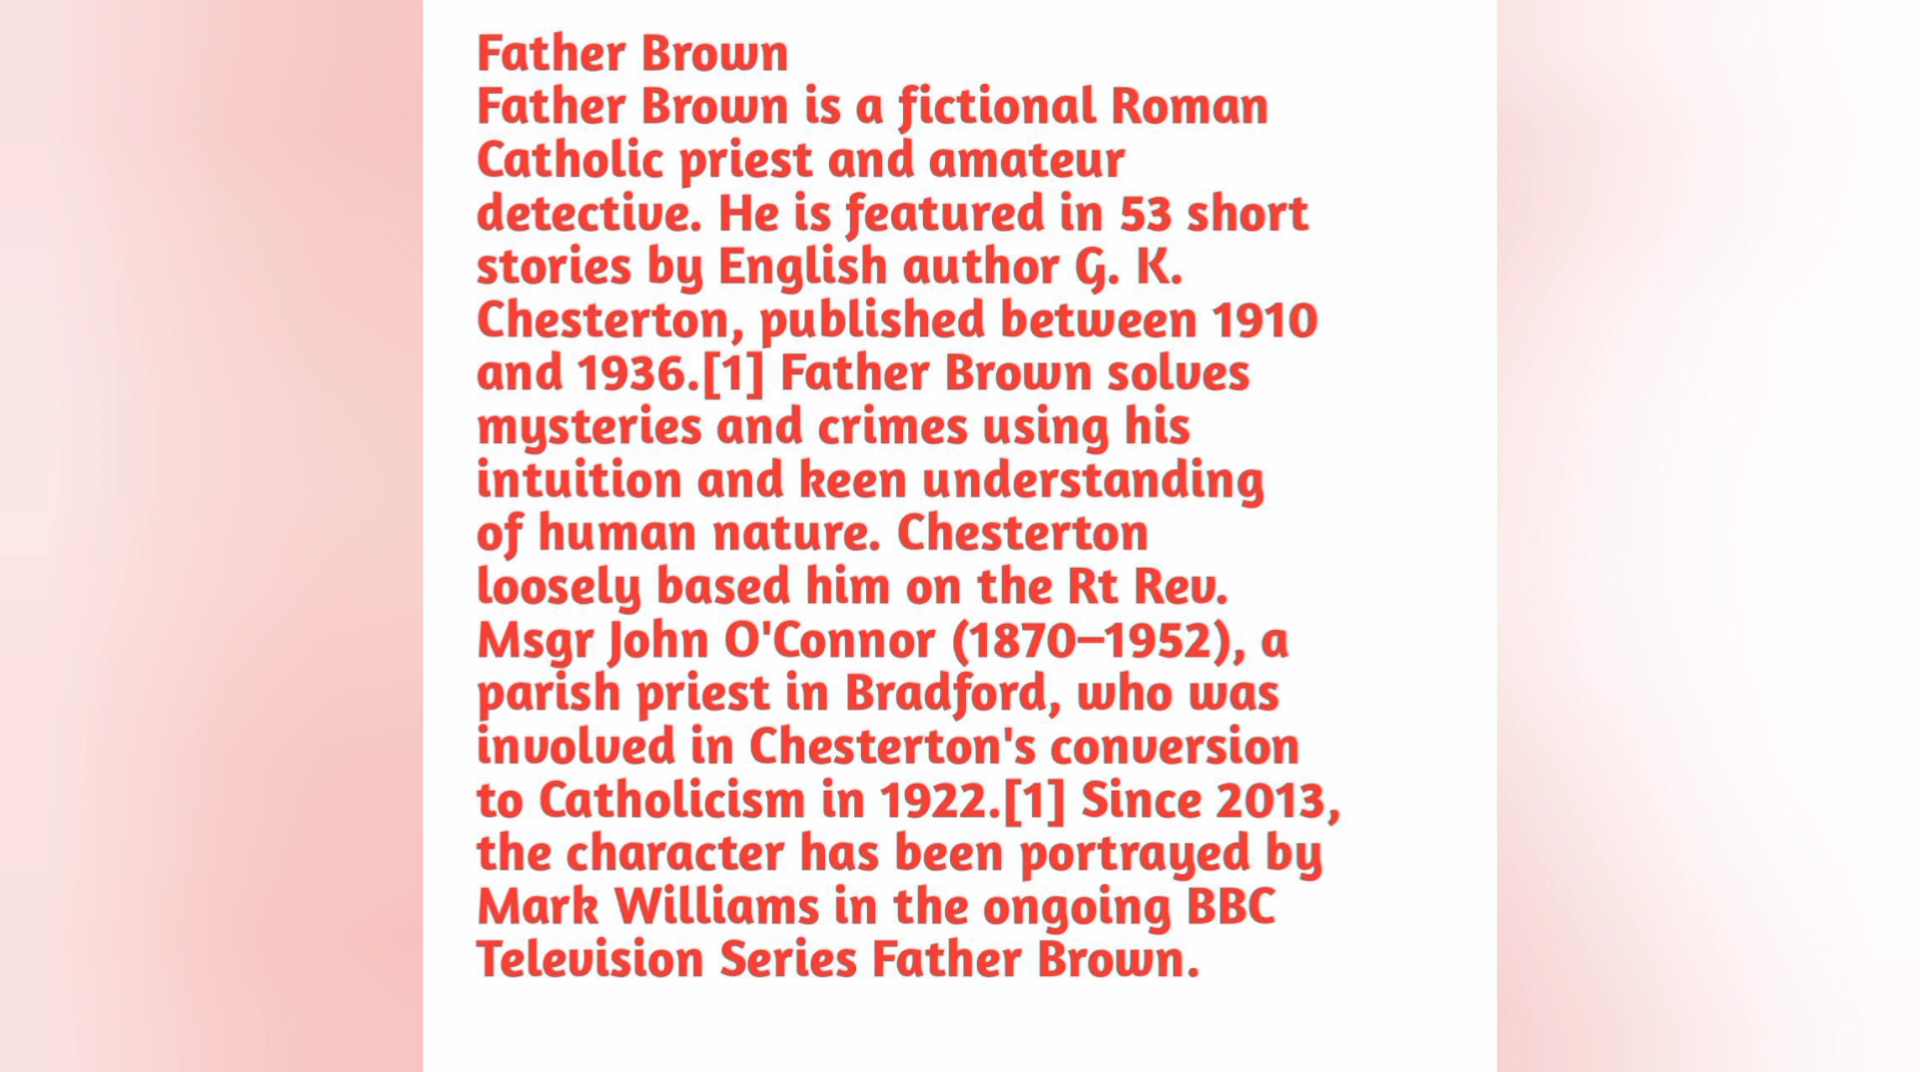 Father Brown
Father Brown is a fictional Roman
Catholic priest and amateur
detective. He is featured in 53 short
stories by English author G. K.
Chesterton, published between 1910
and 1936.[1] Father Brown solves
mysteries and crimes using his
intuition and keen understanding
of human nature. Chesterton
loosely based him on the Rt Rev.
Msgr John O'Connor (1870–1952), a
parish priest in Bradford, who was
involved in Chesterton's conversion
to Catholicism in 1922.[1] Since 2013,
the character has been portrayed by
Mark Williams in the ongoing BBC
Television Series Father Brown.